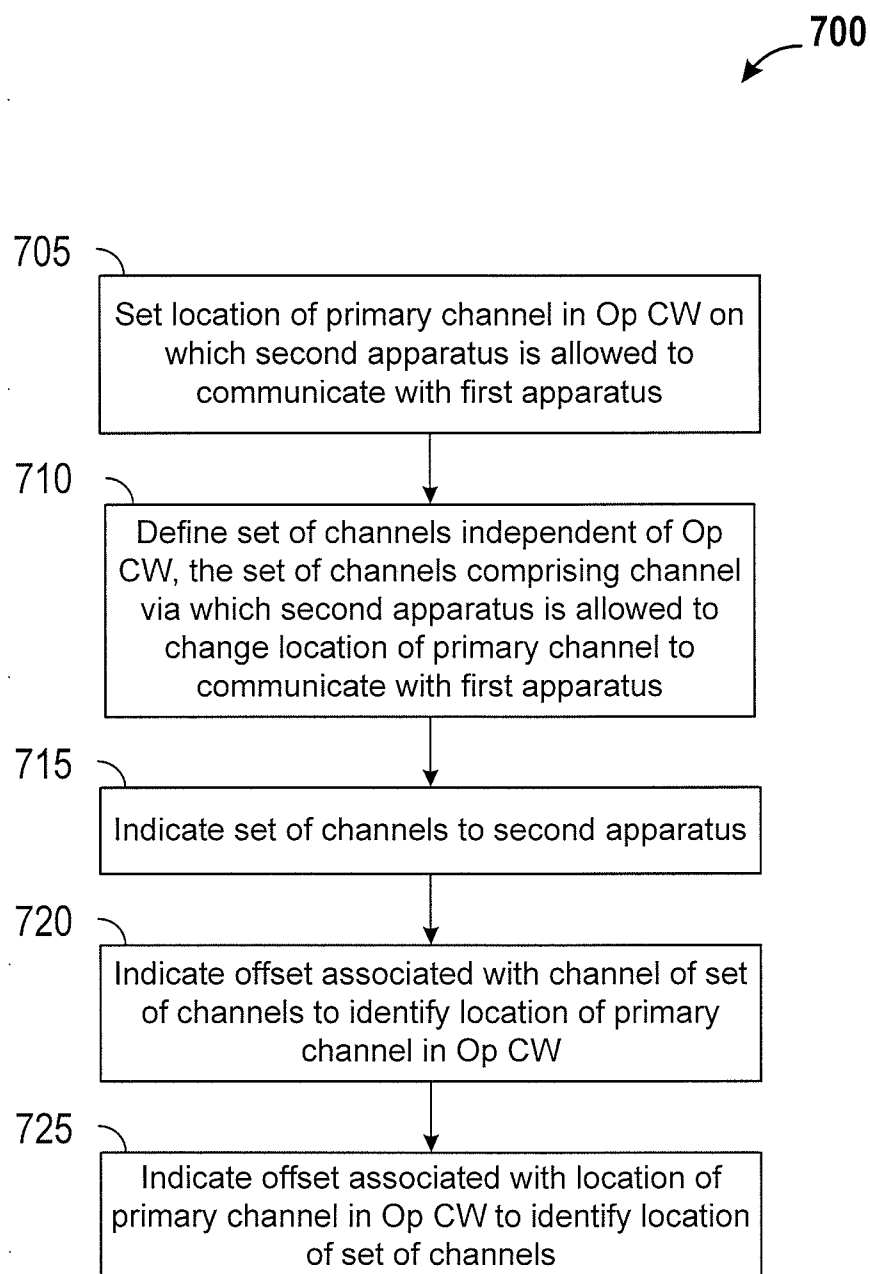 700
705
Set location of primary channel in Op CW on
which second apparatus is allowed to
communicate with first apparatus
710
Define set of channels independent of Op
CW, the set of channels comprising channel
via which second apparatus is allowed to
change location of primary channel to
communicate with first apparatus
715
Indicate set of channels to second apparatus
720
Indicate offset associated with channel of set
of channels to identify location of primary
channel in Op CW
725
Indicate offset associated with location of
primary channel in Op CW to identify location
of set of channels